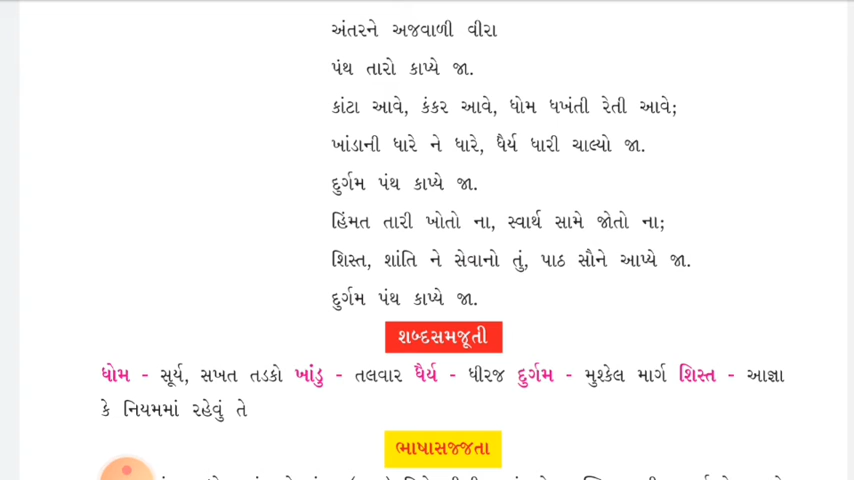 અંતરને અજવાળી વીરા
પંથ તારો કાપ્યે જા.
કાંટા આવે, કંકર આવે, ધોમ ધખંતી રેતી આવે;
ખાંડાની ધારે ને ધારે, ધૈર્ય ધારી ચાલ્યો જા.
દુર્ગમ પંથ કાપ્યે જા.
હિંમત તારી ખોતો ના, સ્વાર્થ સામે જોતો ના;
શિસ્ત, શાંતિ ને સેવાનો તું, પાઠ સૌને આપ્યે જા.
દુર્ગમ પંથ કાપ્યે જા.
શબ્દસમજૂતી
ધોમ - સૂર્ય, સખત તડકો ખાંડુ - તલવાર ધૈર્ય - ધીરજ દુર્ગમ - મુશ્કેલ માર્ગ શિસ્ત - આજ્ઞા
કે નિયમમાં રહેવું તે
ભાષાસજ્જતા